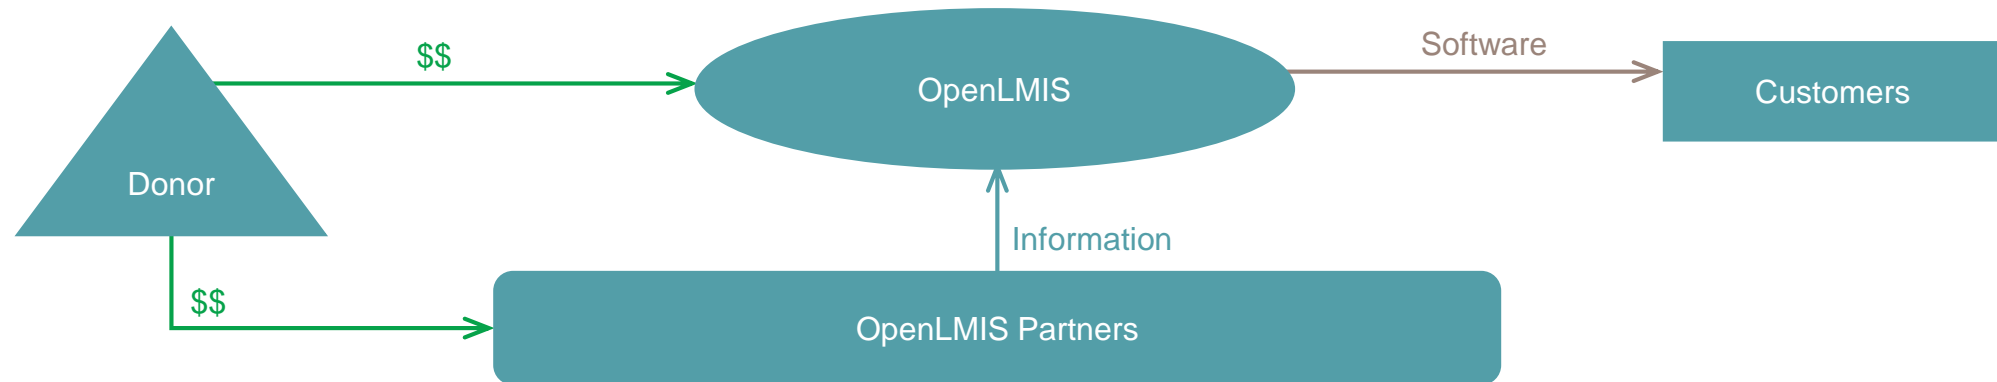 $$
OpenLMIS
Software
Customers
Donor
Information
$$
OpenLMIS Partners